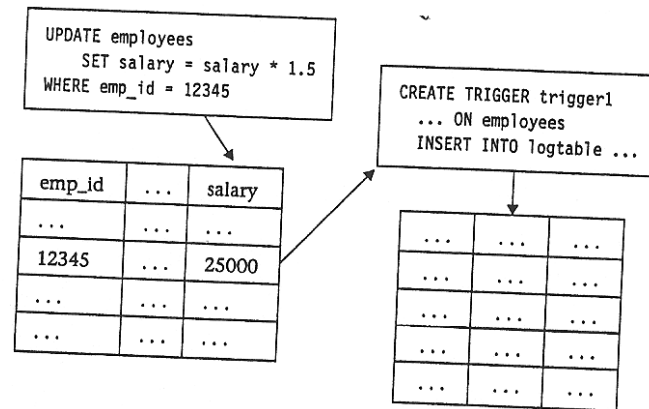 UPDATE employees
SET salary = salary * 1.5
WHERE emp_id = 12345
CREATE TRIGGER trigger1
... ON employees
INSERT INTO logtable ...
emp_id ... salary
... ... ...
12345 ... 25000
... ... ...
... ... ...
... ... ...
... ... ...
... ... ...
... ... ...
... ... ...